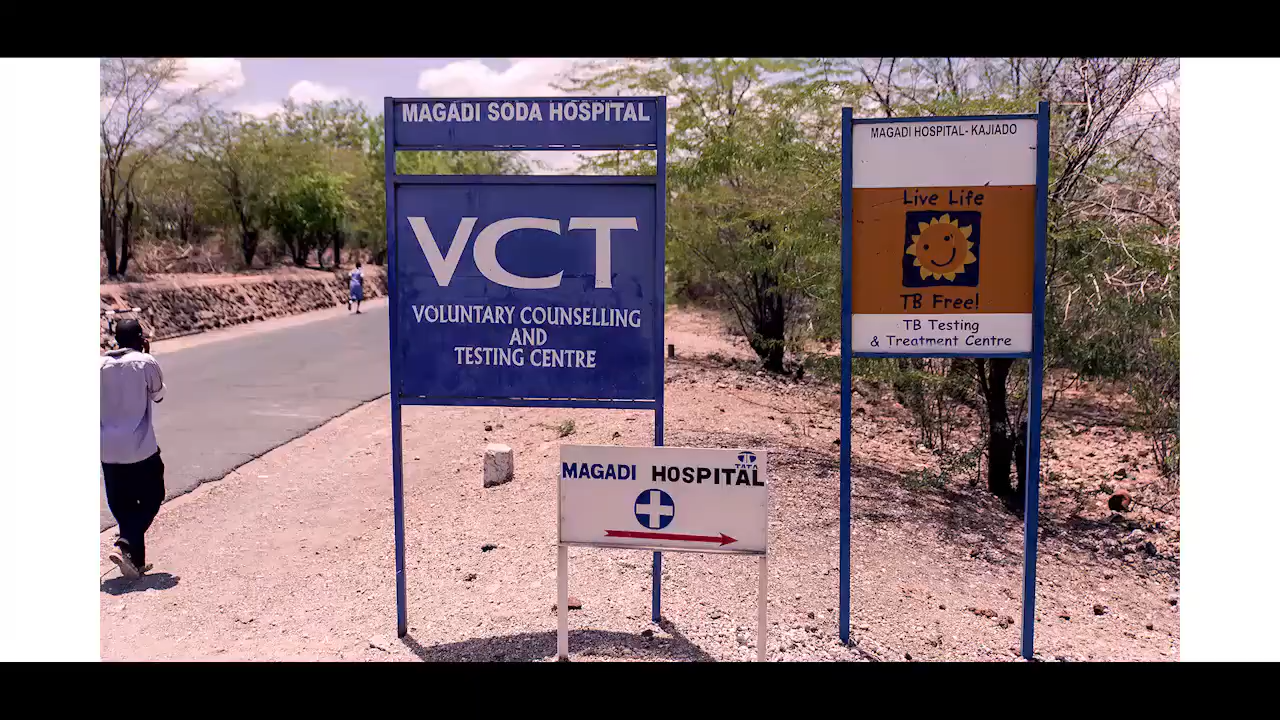 MAGADI SODA HOSPITAL
VCT
VOLUNTARY COUNSELLING
AND
TESTING CENTRE
TATA
MAGADI HOSPITAL
MAGADI HOSPITAL- KAJIADO
Live Life
TB Free!
TB Testing
& Treatment Centre